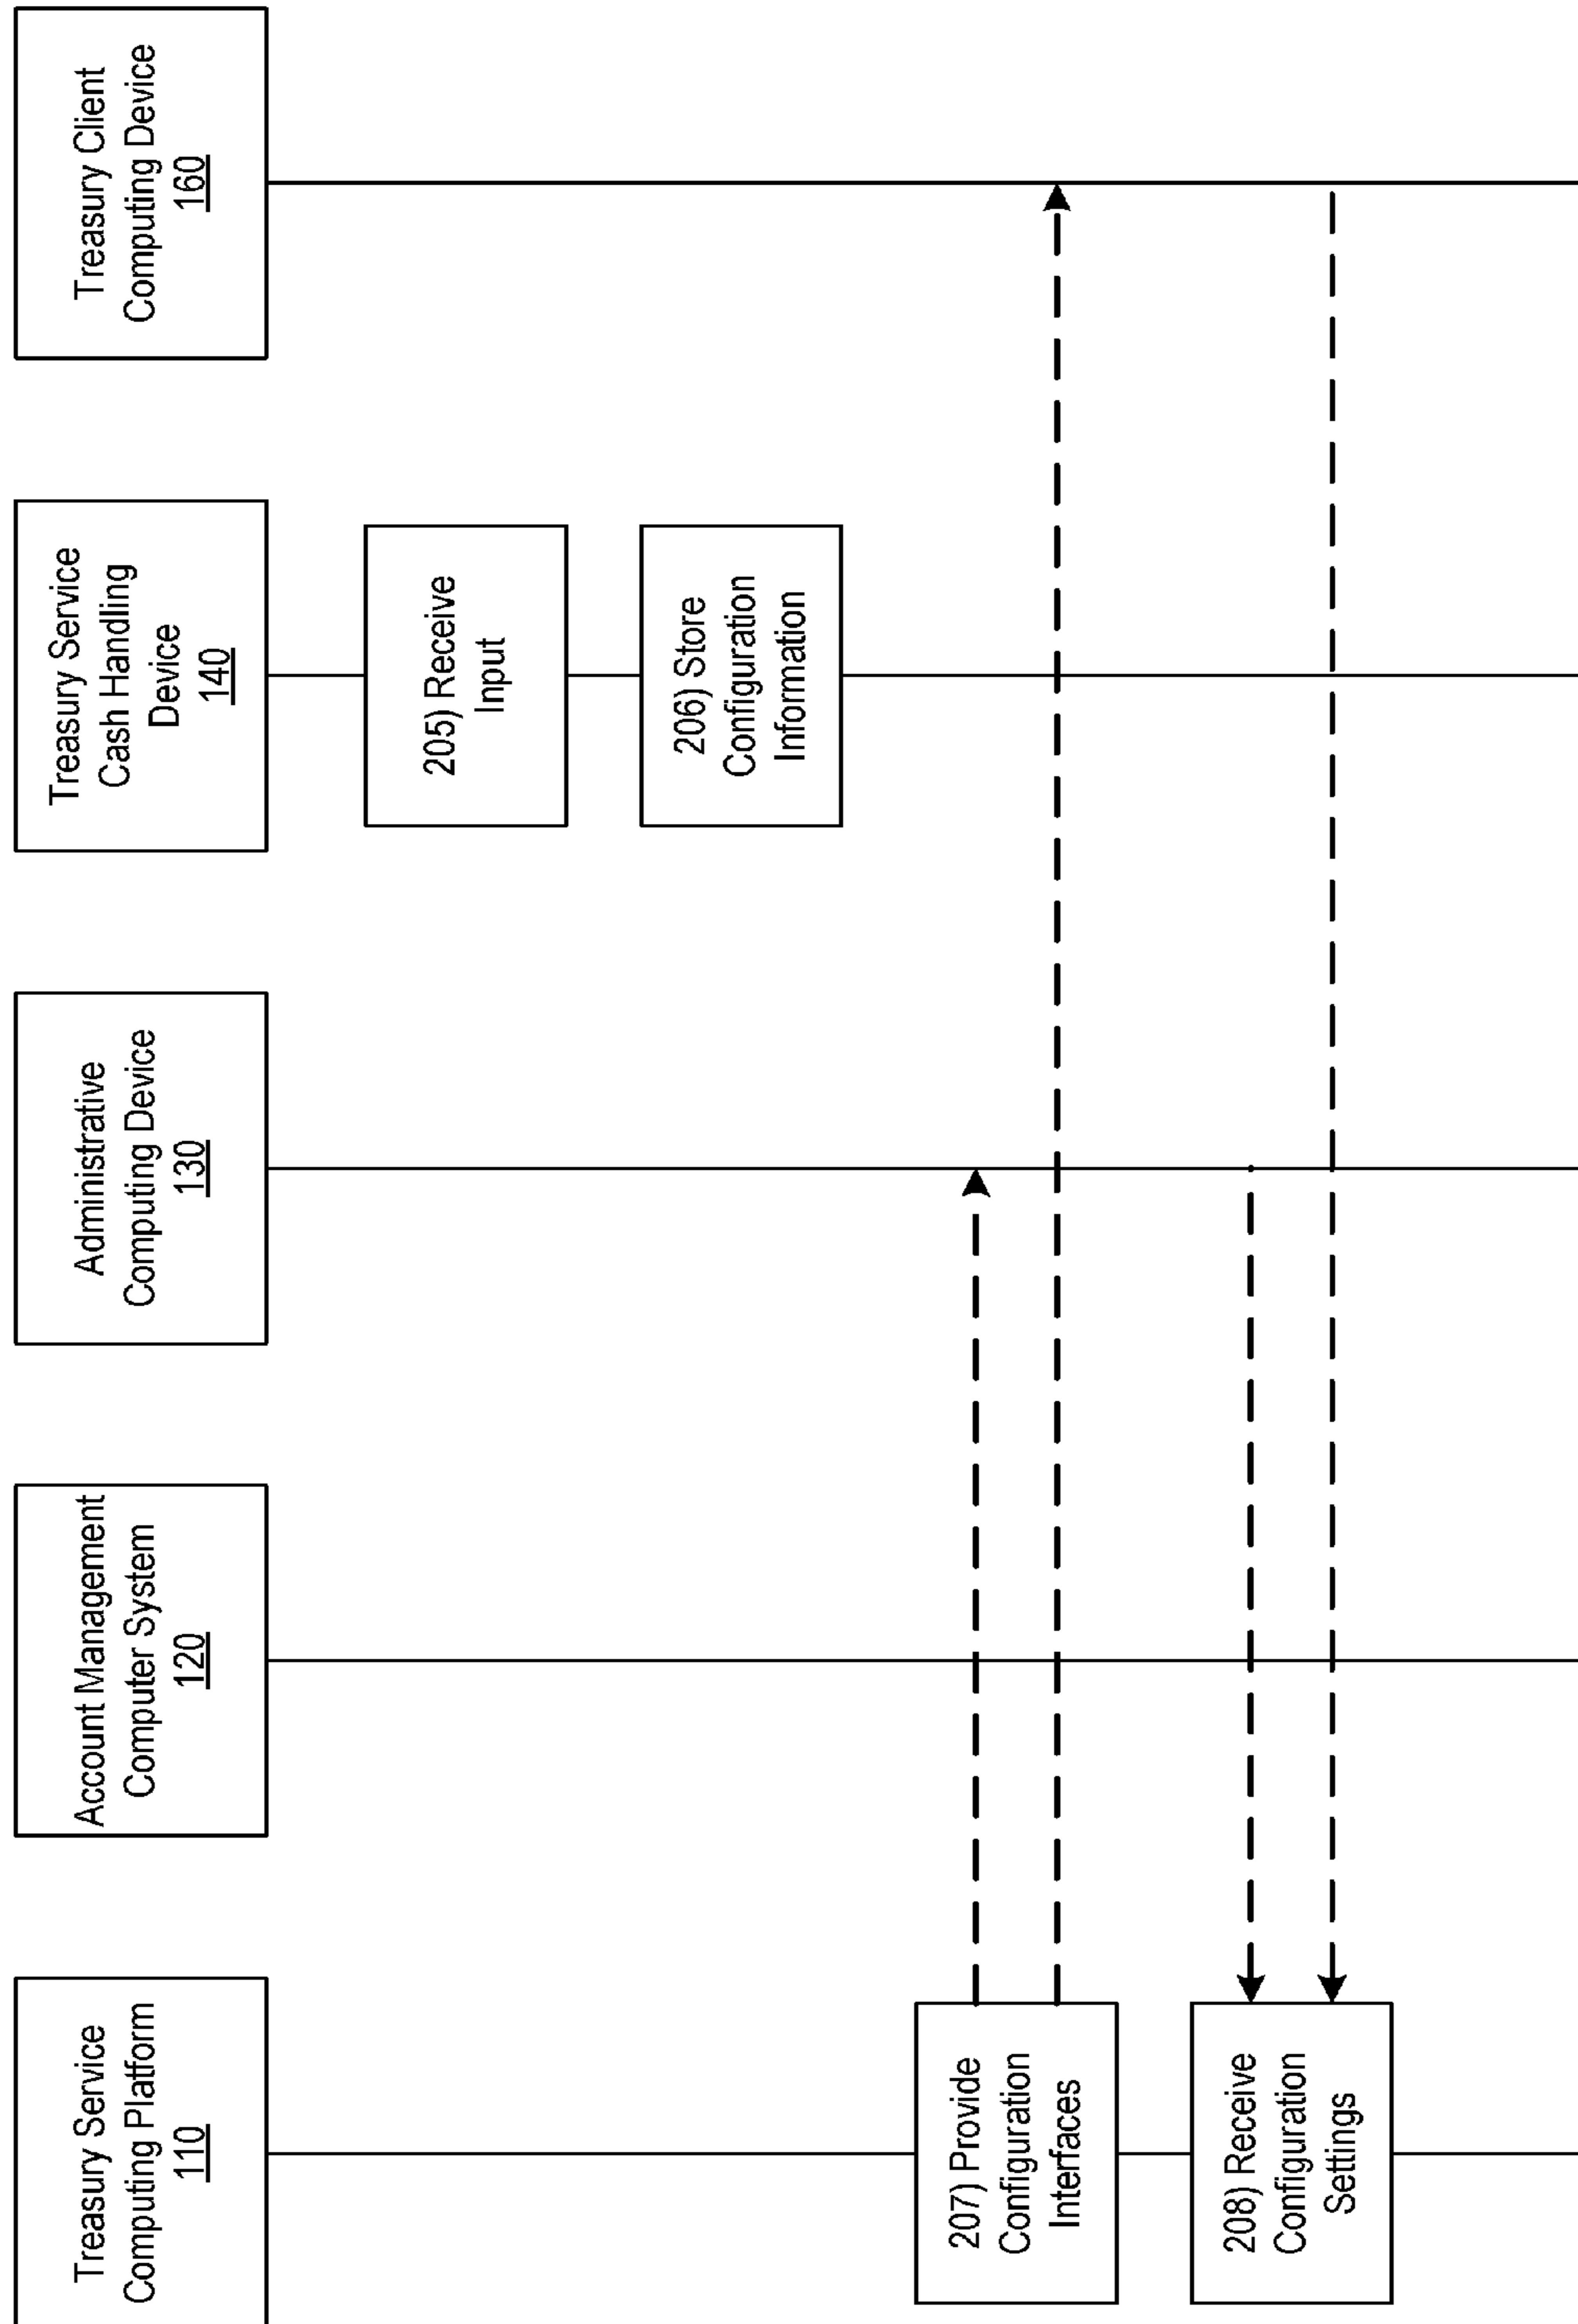 Treasury Service
Computing Platform
110
Account Management
Computer System
120
Administrative
Computing Device
130
Treasury Service
Cash Handling
Device
140
Treasury Client
Computing Device
160
205) Receive
Input
206) Store
Configuration
Information
207) Provide
Configuration
Interfaces
208) Receive
Configuration
Settings